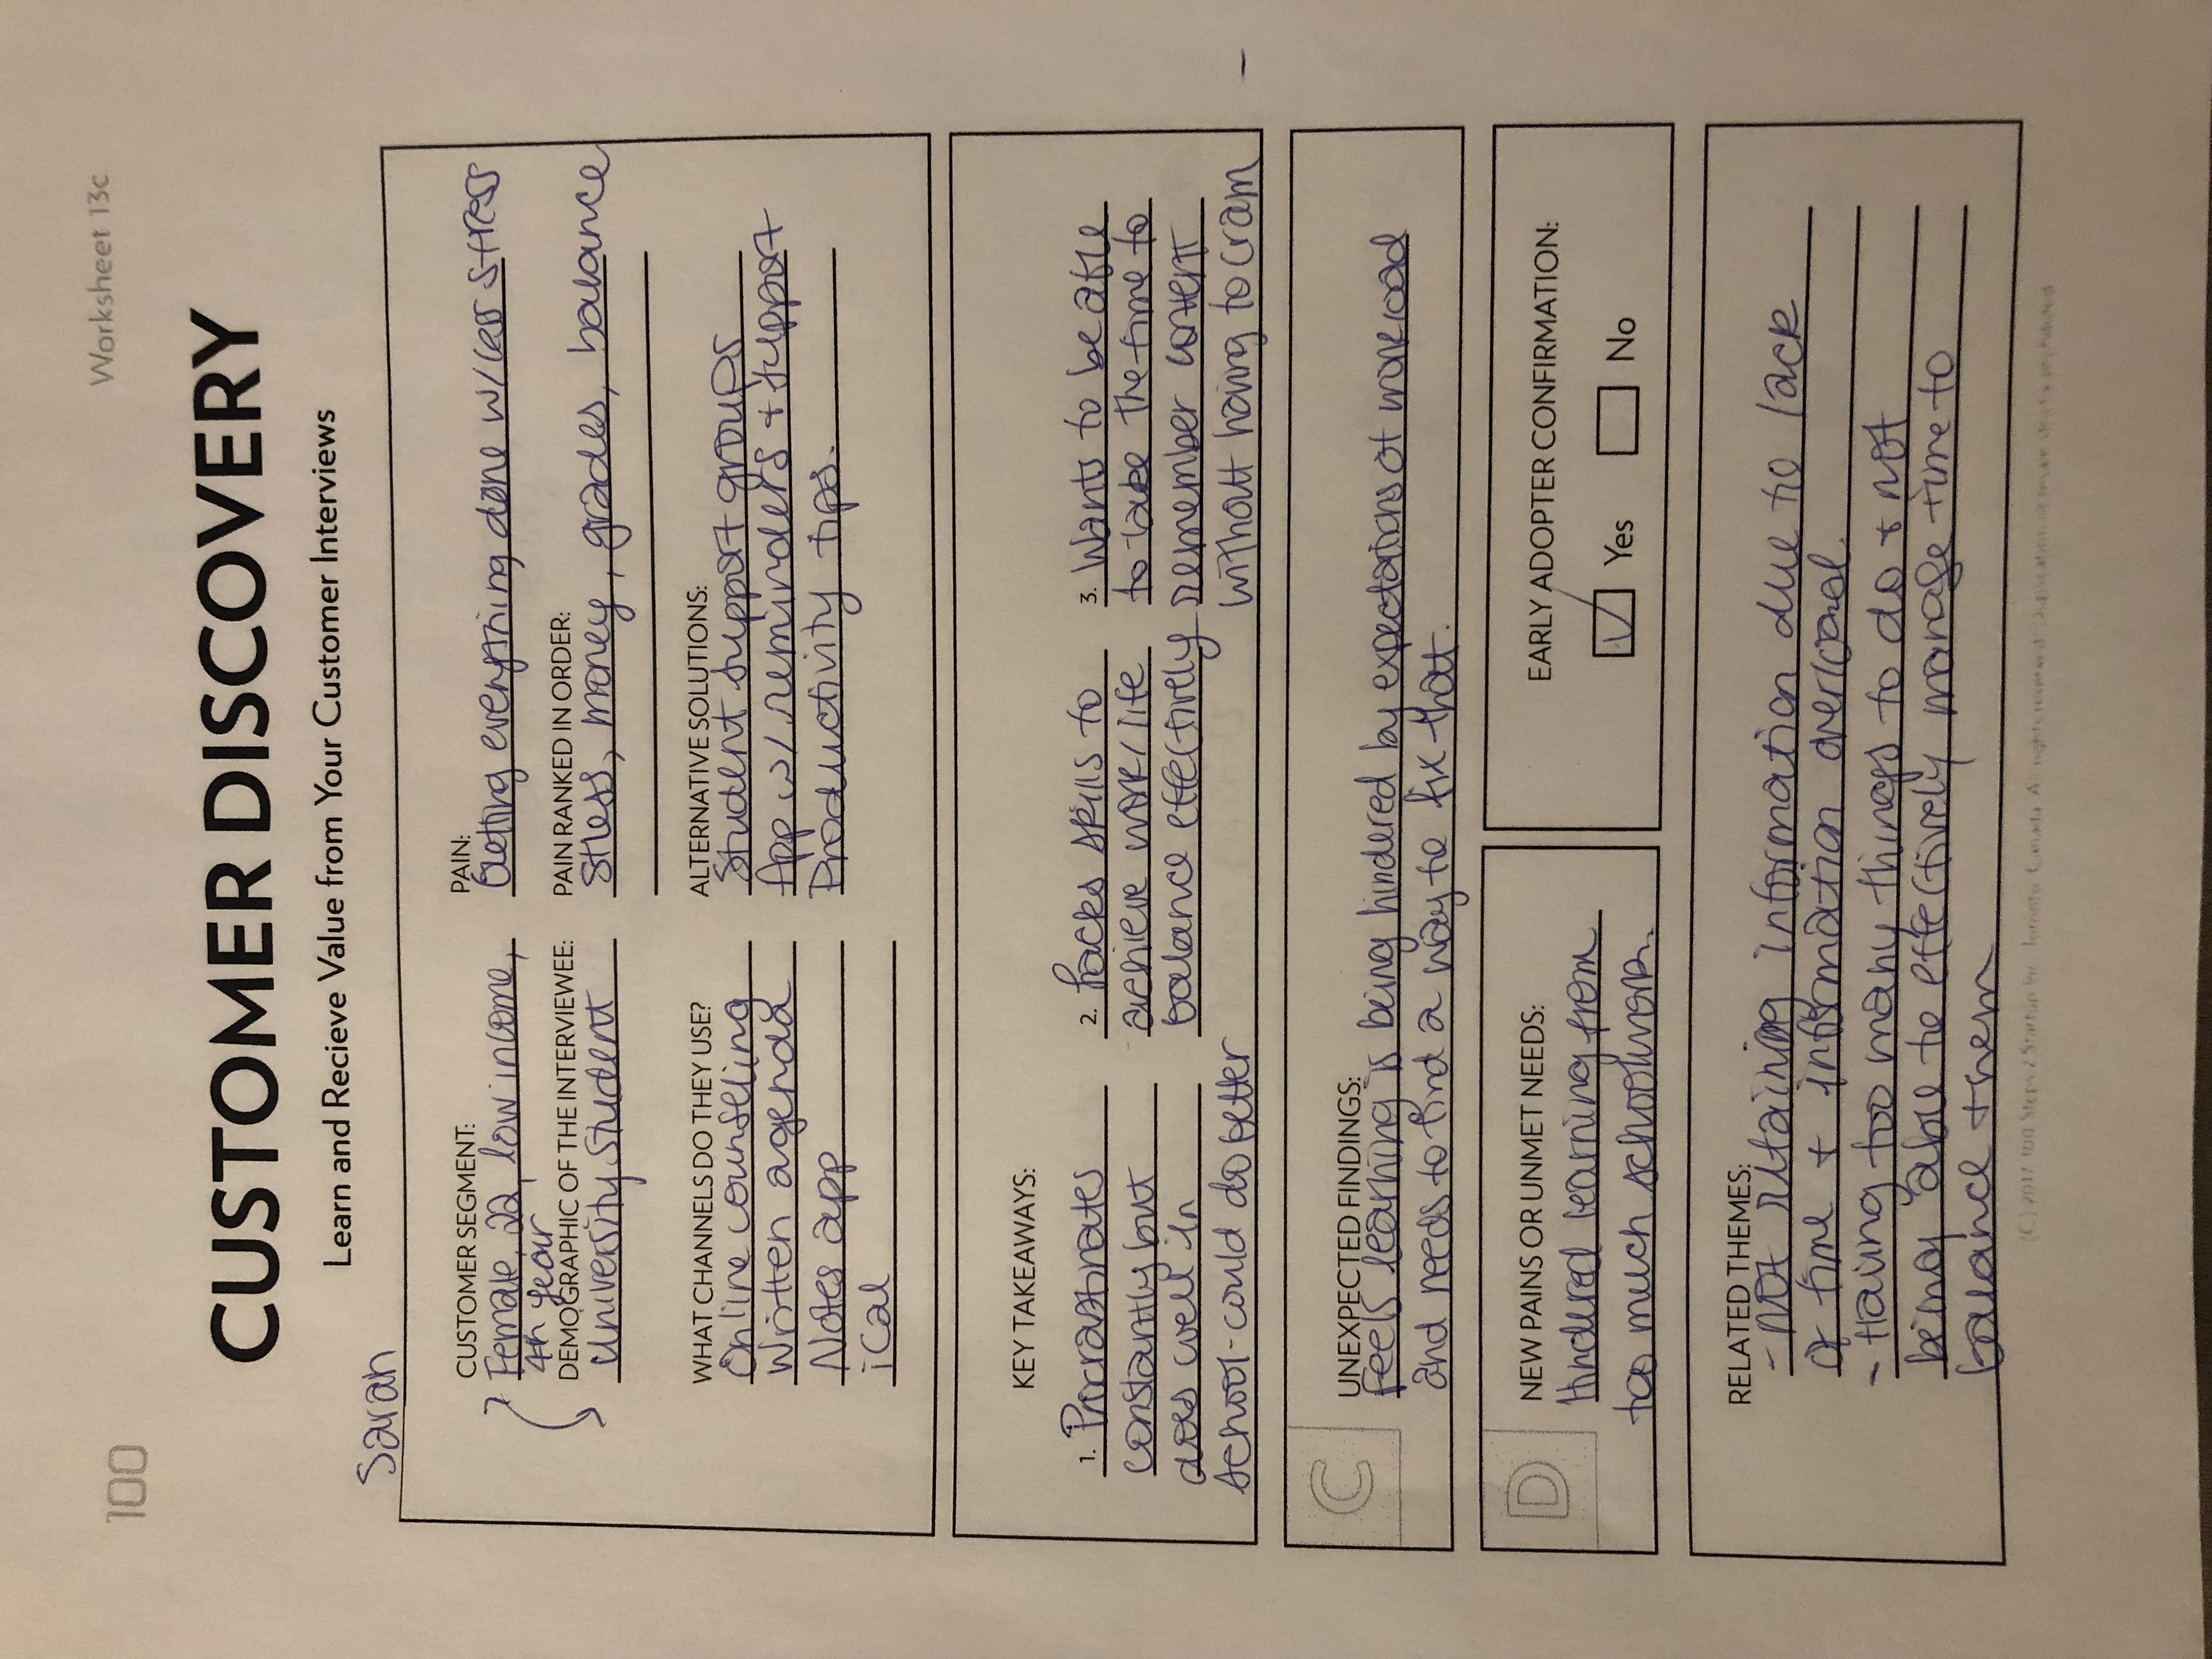 100
Worksheet 13c
CUSTOMER DISCOVERY
Learn and Recieve Value from Your Customer Interviews
Sarah
CUSTOMER SEGMENT:
Female, 22, low income,
4th year
DEMOGRAPHIC OF THE INTERVIEWEE:
University Student
PAIN:
Getting everything done w/ less stress
PAIN RANKED IN ORDER:
Stress, money, grades, balance
WHAT CHANNELS DO THEY USE?
Online counseling
Written agenda
Notes app
iCal
ALTERNATIVE SOLUTIONS:
Student support groups
App w/ reminders + support
Productivity tips.
KEY TAKEAWAYS:
1. Procrastinates
constantly but
does well in
school - could do better
2. Lacks skills to
achieve work/life
balance effectively
3. Wants to be able
to take the time to
remember content
without having to cram
C
UNEXPECTED FINDINGS:
Feels learning is being hindered by expectations of workload
and needs to find a way to fix that.
D
NEW PAINS OR UNMET NEEDS:
Hindered learning from
too much schoolwork.
EARLY ADOPTER CONFIRMATION:
Yes No
RELATED THEMES:
- Not retaining information due to lack
of time + information overload.
- Having too many things to do + not
being able to effectively manage time to
balance them
(C) 2017 100 Steps 2 Startup Inc. Toronto, Canada. All rights reserved. Duplication strictly prohibited